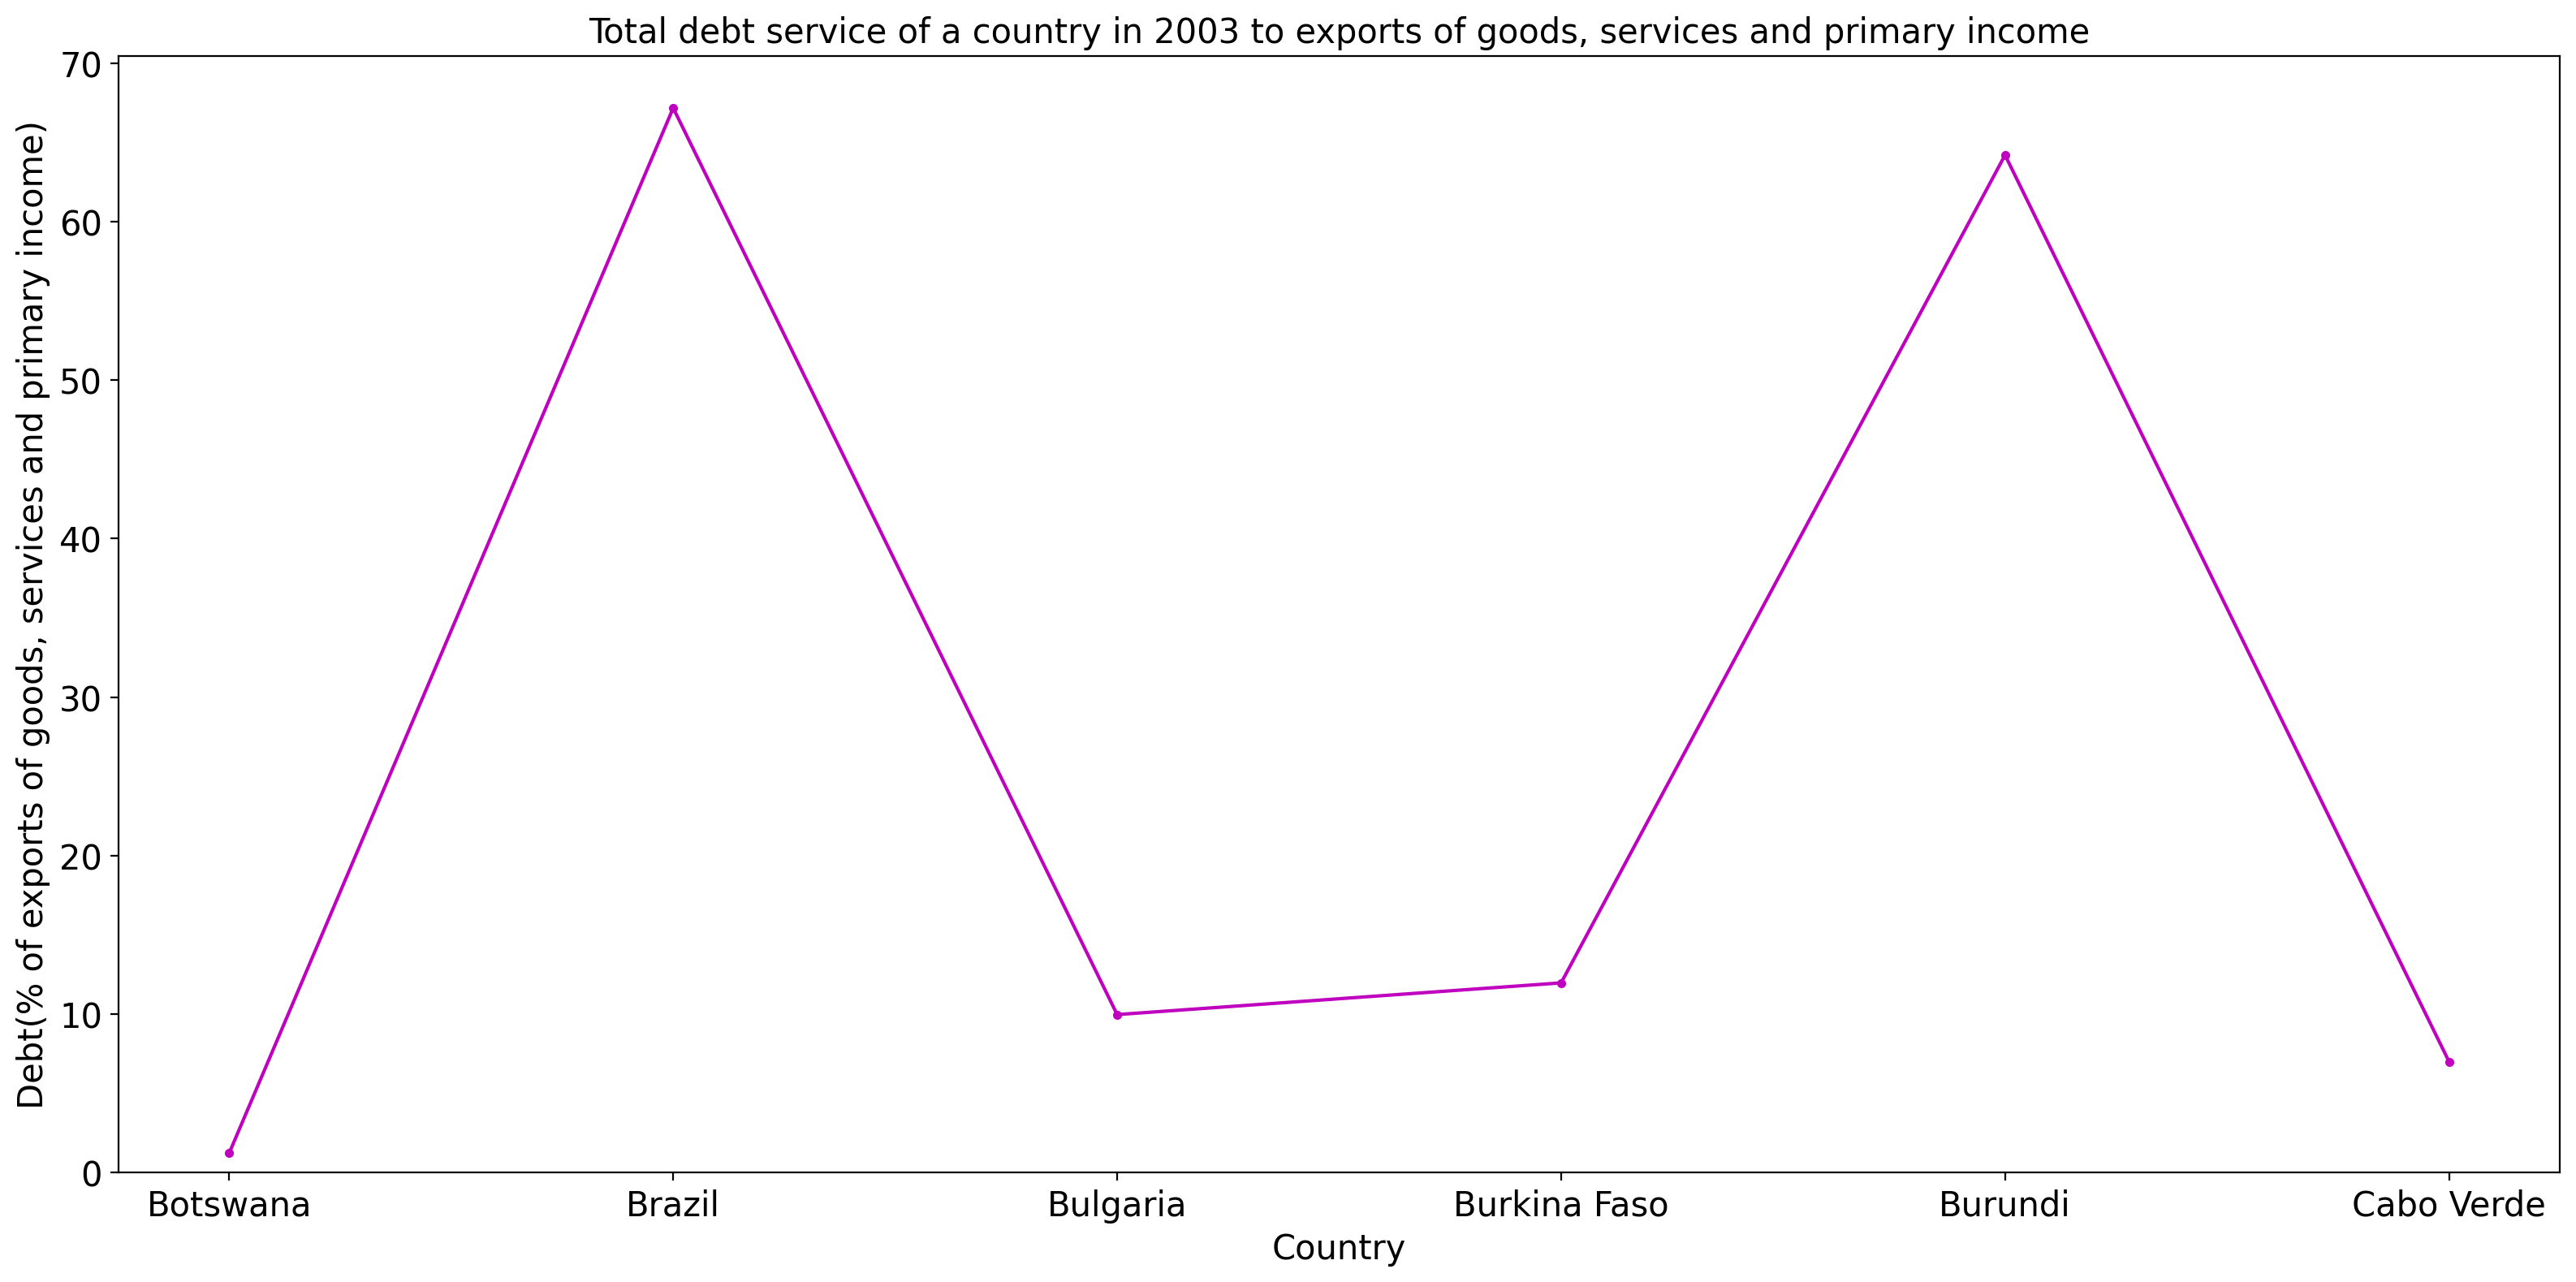 Total debt service of a country in 2003 to exports of goods, services and primary income
Debt(% of exports of goods, services and primary income)
70
60
50
40
30
20
10
0
Botswana Brazil Bulgaria Burkina Faso Burundi Cabo Verde
Country